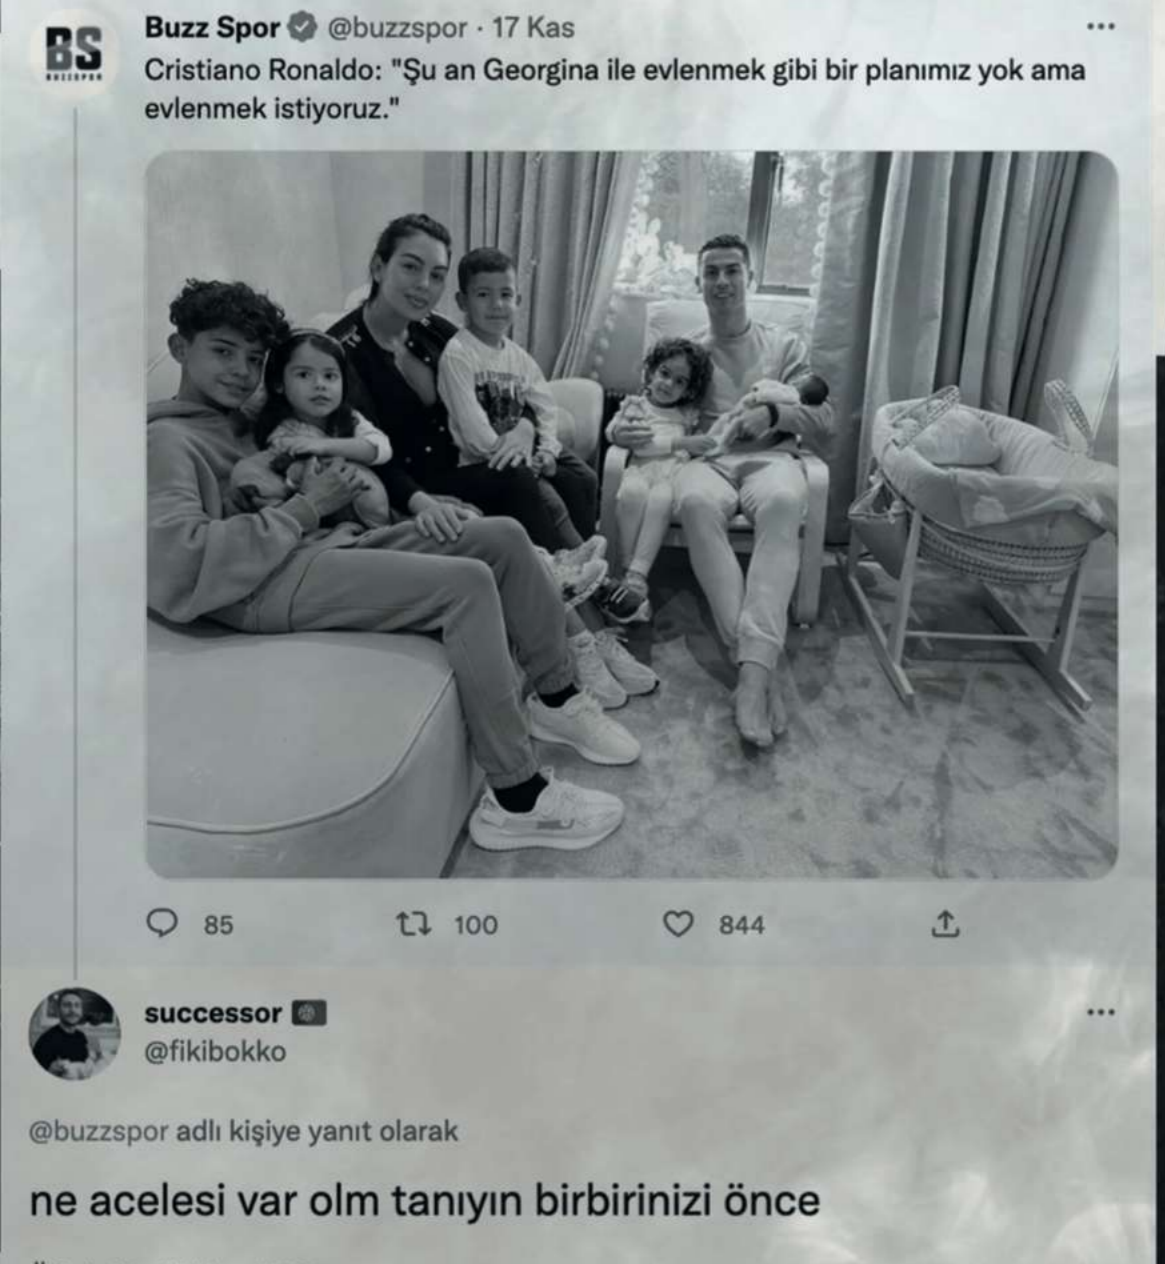 BS
BUZZSPOR
Buzz Spor @buzzspor · 17 Kas
Cristiano Ronaldo: "Şu an Georgina ile evlenmek gibi bir planımız yok ama
evlenmek istiyoruz."
85 100 844
successor
@fikibokko
@buzzspor adlı kişiye yanıt olarak
ne acelesi var olm tanıyın birbirinizi önce